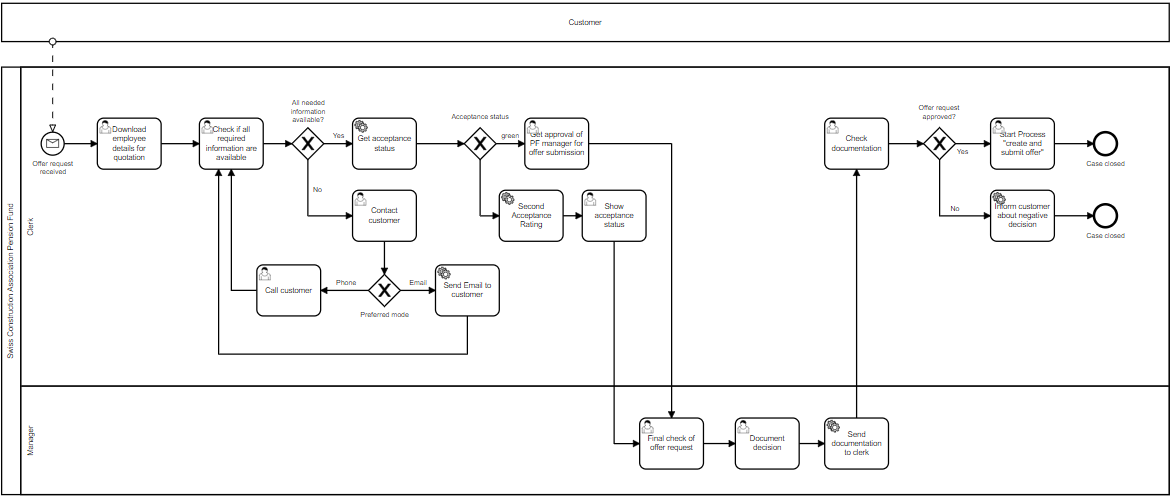 Customer
Swiss Construction Association Pension Fund
Clerk
Manager
Offer request
received
Download
employee
details for
quotation
Check if all
required
information are
available
All needed
information
available?
Yes
No
Get acceptance
status
Contact
customer
Preferred mode
Phone
Email
Call customer
Send Email to
customer
Acceptance status
green
Get approval of
PF manager for
offer submission
Second
Acceptance
Rating
Show
acceptance
status
Final check of
offer request
Document
decision
Send
documentation
to clerk
Check
documentation
Offer request
approved?
Yes
No
Start Process
"create and
submit offer"
Case closed
Inform customer
about negative
decision
Case closed